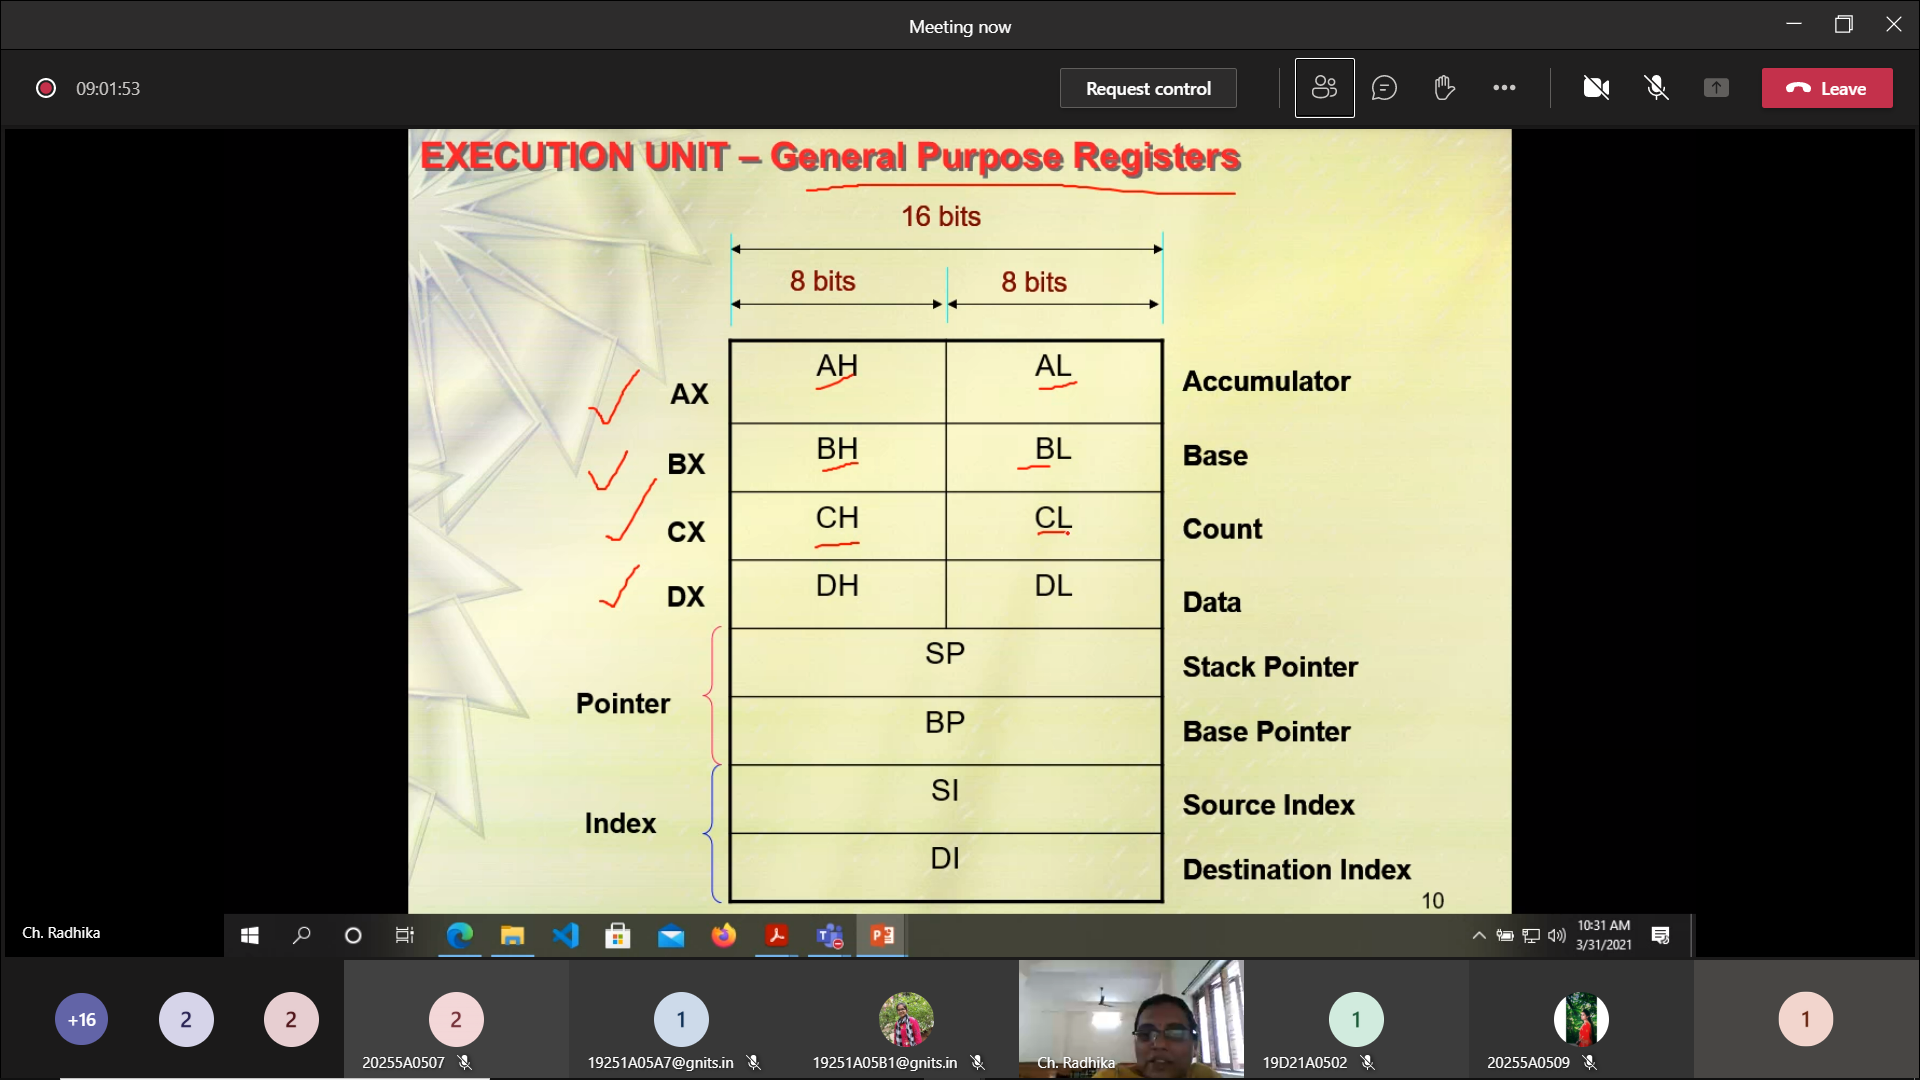 Meeting now
09:01:53
Request control
Leave
EXECUTION UNIT – General Purpose Registers
16 bits
8 bits 8 bits
AX AH AL Accumulator
BX BH BL Base
CX CH CL Count
DX DH DL Data
SP Stack Pointer
Pointer
BP Base Pointer
SI Source Index
Index
DI Destination Index
10
Ch. Radhika
10:31 AM
3/31/2021
+16 2 2 2 1 1 1
20255A0507 19251A05A7@gnits.in 19251A05B1@gnits.in Ch. Radhika 19D21A0502 20255A0509